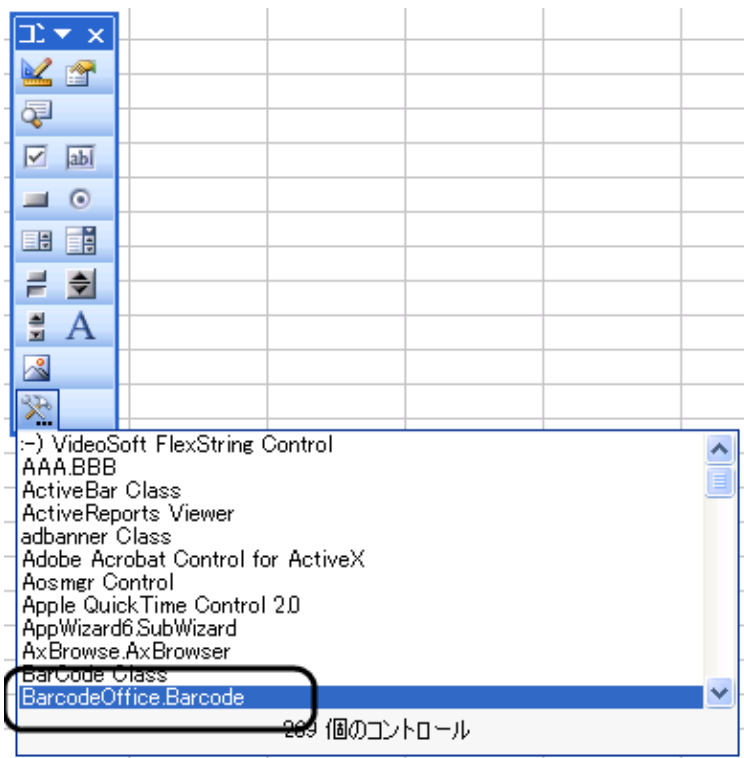 コン
abl
A
:-) VideoSoft FlexString Control
AAA.BBB
ActiveBar Class
ActiveReports Viewer
adbanner Class
Adobe Acrobat Control for ActiveX
Aosmgr Control
Apple QuickTime Control 2.0
AppWizard6.SubWizard
AxBrowse.AxBrowser
BarCode Class
BarcodeOffice.Barcode
269 個のコントロール